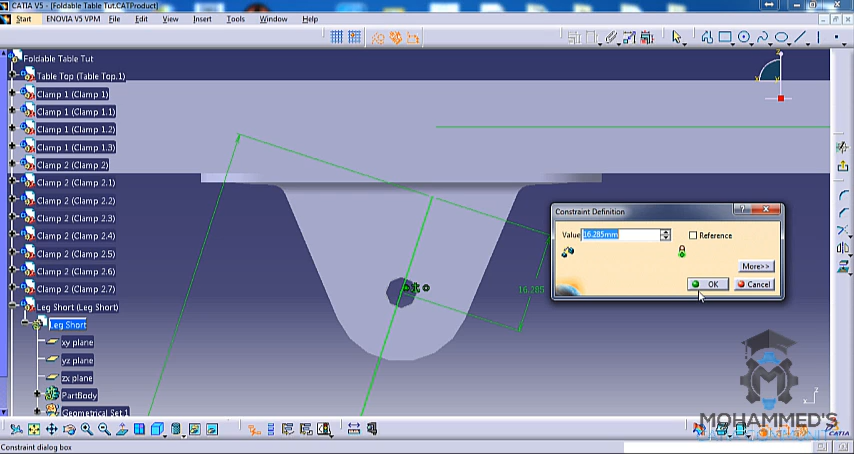 CATIA V5 - [Foldable Table Tut.CATProduct]
Start ENOVIA V5 VPM File Edit View Insert Tools Window Help
Foldable Table Tut
Table Top (Table Top.1)
Clamp 1 (Clamp 1)
Clamp 1 (Clamp 1.1)
Clamp 1 (Clamp 1.2)
Clamp 1 (Clamp 1.3)
Clamp 2 (Clamp 2)
Clamp 2 (Clamp 2.1)
Clamp 2 (Clamp 2.2)
Clamp 2 (Clamp 2.3)
Clamp 2 (Clamp 2.4)
Clamp 2 (Clamp 2.5)
Clamp 2 (Clamp 2.6)
Clamp 2 (Clamp 2.7)
Leg Short (Leg Short)
Leg Short
xy plane
yz plane
zx plane
PartBody
Geometrical Set.1
Constraint Definition
Value 16.285mm
Reference
More>>
OK
Cancel
16.285
MOHAMMED'S
CATIA
Constraint dialog box